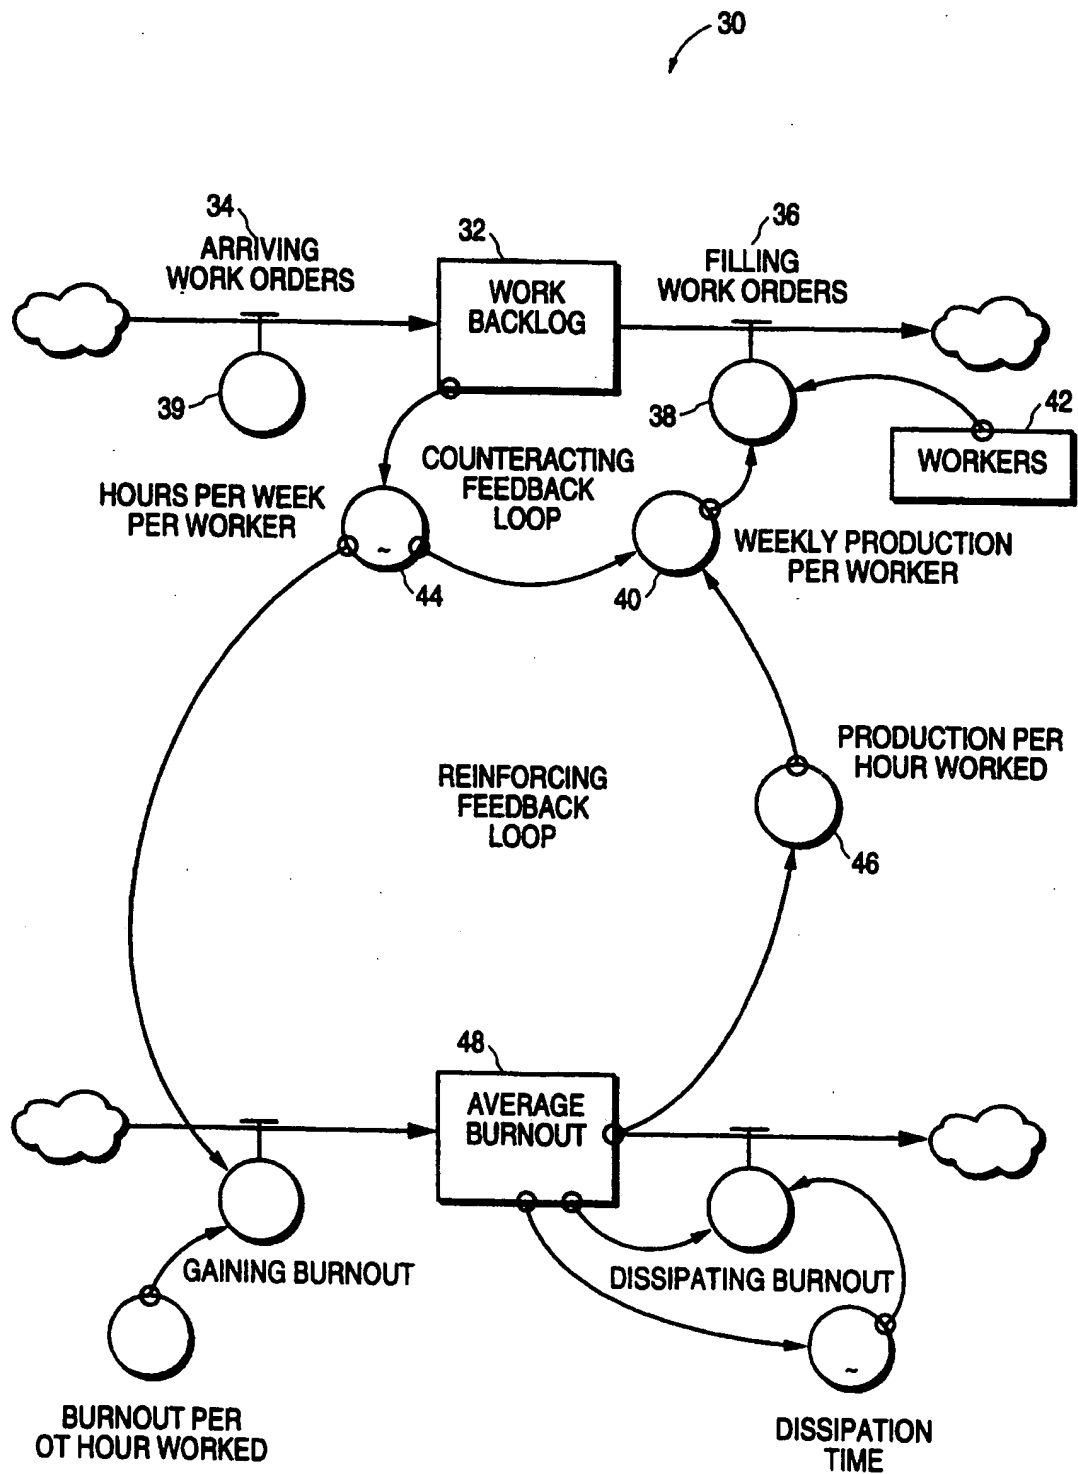 30
34
ARRIVING
WORK ORDERS
32
WORK
BACKLOG
36
FILLING
WORK ORDERS
39
38
42
WORKERS
COUNTERACTING
FEEDBACK
LOOP
HOURS PER WEEK
PER WORKER
~
44
40
WEEKLY PRODUCTION
PER WORKER
PRODUCTION PER
HOUR WORKED
46
REINFORCING
FEEDBACK
LOOP
48
AVERAGE
BURNOUT
GAINING BURNOUT
DISSIPATING BURNOUT
~
BURNOUT PER
OT HOUR WORKED
DISSIPATION
TIME